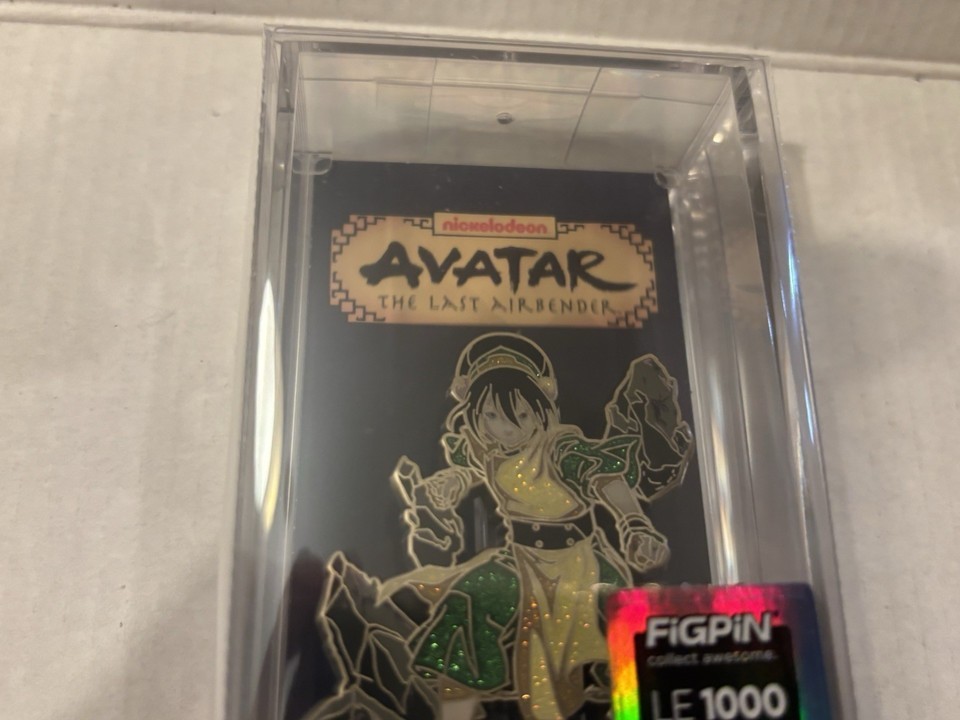 nickelodeon
AVATAR
THE LAST AIRBENDER
FiGPiN
collect awesome.
LE 1000